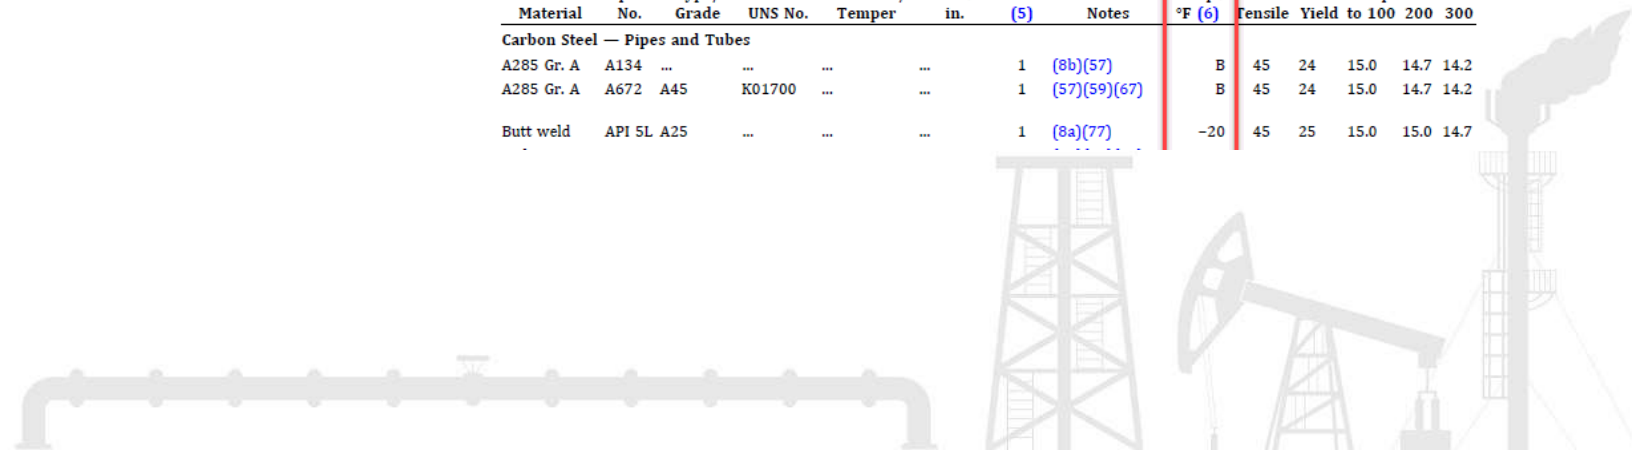 Material No. Grade UNS No. Temper in. (5) Notes °F (6) Tensile Yield to 100 200 300
Carbon Steel — Pipes and Tubes
A285 Gr. A A134 ... ... ... ... 1 (8b)(57) B 45 24 15.0 14.7 14.2
A285 Gr. A A672 A45 K01700 ... ... 1 (57)(59)(67) B 45 24 15.0 14.7 14.2
Butt weld API 5L A25 ... ... ... 1 (8a)(77) −20 45 25 15.0 15.0 14.7